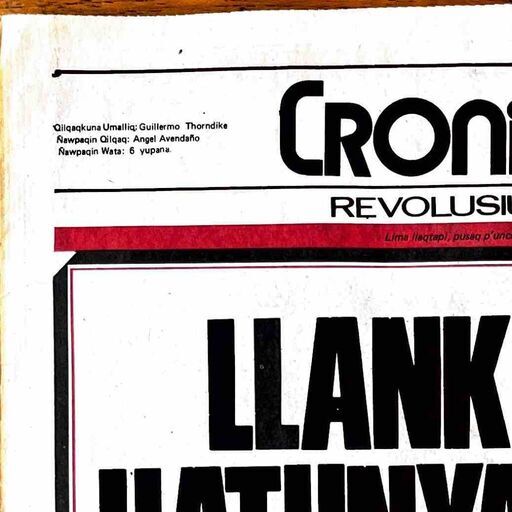 Qilqaqkuna Umalliq: Guillermo Thorndike
Ñawpaqin Qilqaq: Angel Avendaño
Ñawpaqin Wata: 6 yupana.
CRONi
REVOLUSIU
Lima llaqtapi, pusaq p'unc
LLANK
HATUNYA